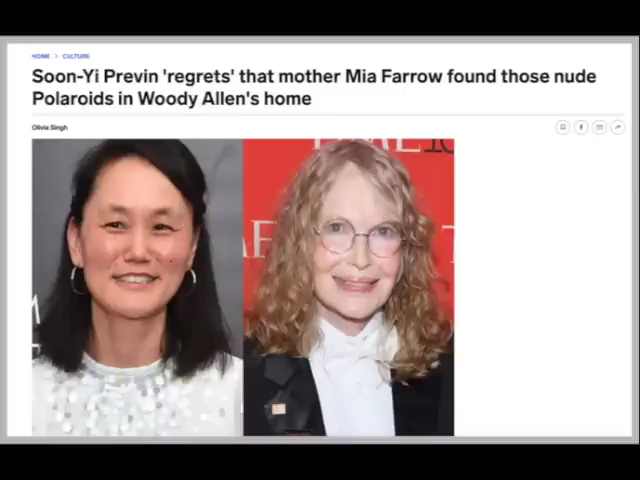 HOME > CULTURE
Soon-Yi Previn 'regrets' that mother Mia Farrow found those nude
Polaroids in Woody Allen's home
Olivia Singh